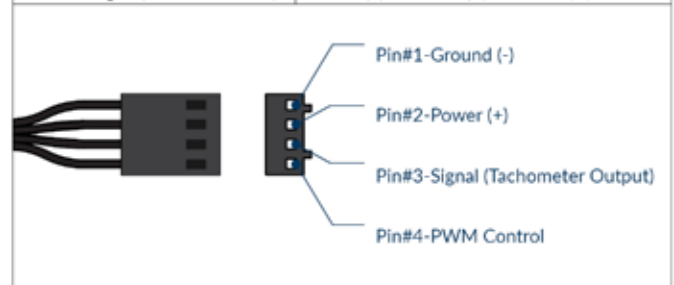 Pin#1-Ground (-)
Pin#2-Power (+)
Pin#3-Signal (Tachometer Output)
Pin#4-PWM Control